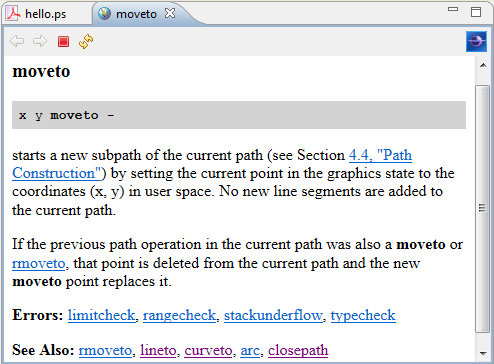 hello.ps moveto
moveto
x y moveto –
starts a new subpath of the current path (see Section 4.4, "Path
Construction") by setting the current point in the graphics state to the
coordinates (x, y) in user space. No new line segments are added to
the current path.
If the previous path operation in the current path was also a moveto or
rmoveto, that point is deleted from the current path and the new
moveto point replaces it.
Errors: limitcheck, rangecheck, stackunderflow, typecheck
See Also: rmoveto, lineto, curveto, arc, closepath